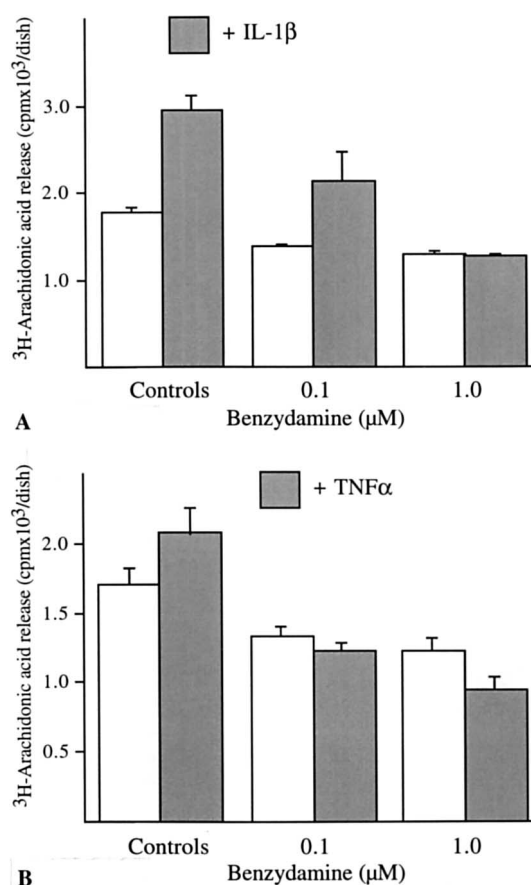 + IL-1β
³H-Arachidonic acid release (cpmx10³/dish)
3.0
2.0
1.0
Controls 0.1 1.0
Benzydamine (μM)
A
+ TNFα
³H-Arachidonic acid release (cpmx10³/dish)
2.0
1.5
1.0
0.5
Controls 0.1 1.0
Benzydamine (μM)
B